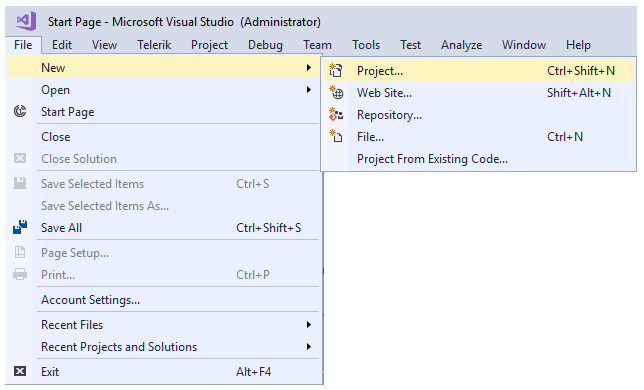 Start Page - Microsoft Visual Studio (Administrator)
File Edit View Telerik Project Debug Team Tools Test Analyze Window Help
New
Open
Start Page
Close
Close Solution
Save Selected Items Ctrl+S
Save Selected Items As...
Save All Ctrl+Shift+S
Page Setup...
Print... Ctrl+P
Account Settings...
Recent Files
Recent Projects and Solutions
Exit Alt+F4
Project... Ctrl+Shift+N
Web Site... Shift+Alt+N
Repository...
File... Ctrl+N
Project From Existing Code...